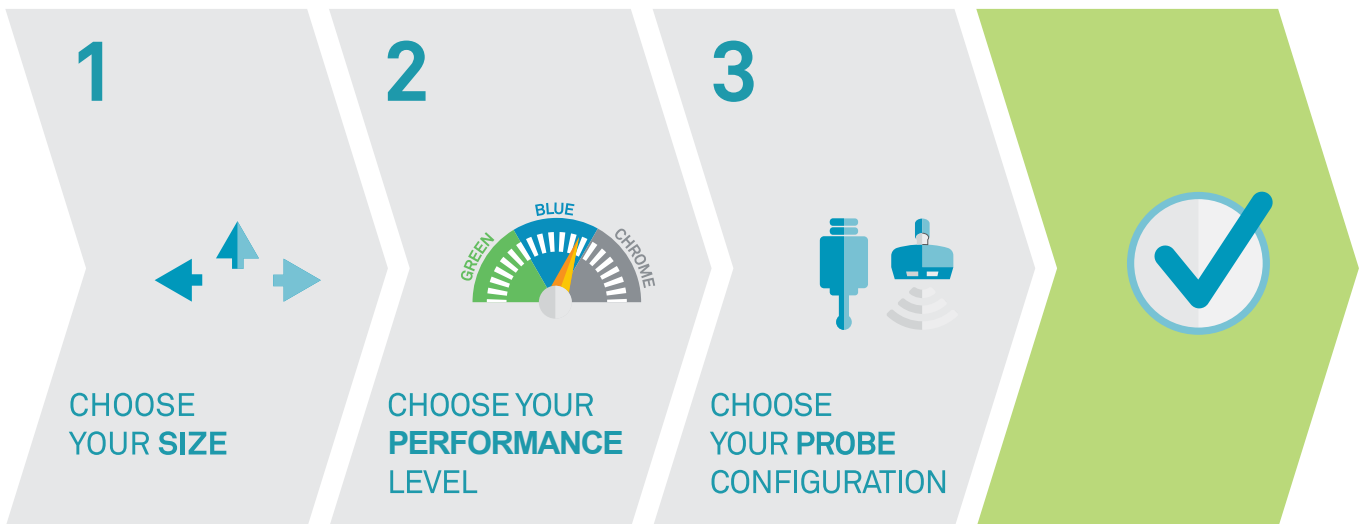 1
CHOOSE
YOUR SIZE
2
GREEN
BLUE
CHROME
CHOOSE YOUR
PERFORMANCE
LEVEL
3
CHOOSE
YOUR PROBE
CONFIGURATION